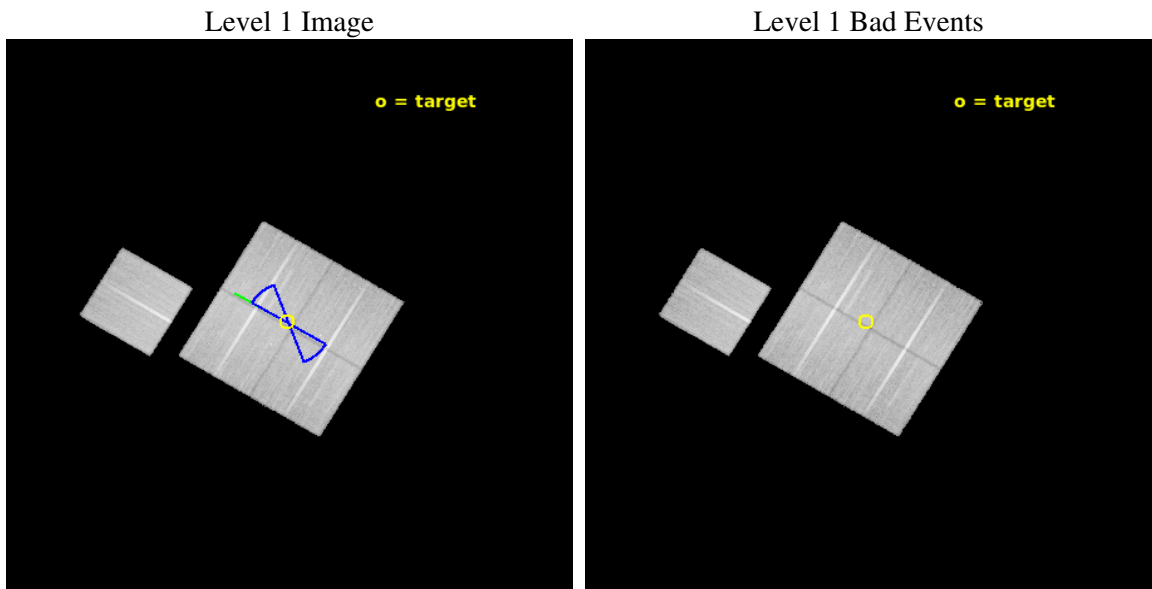 Level 1 Image
Level 1 Bad Events
o = target
o = target